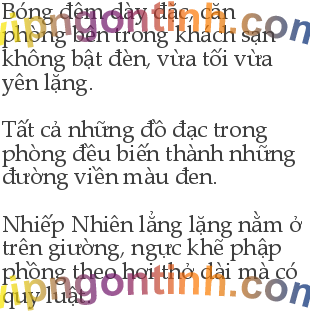 Bóng đêm dày đặc, căn
phòng bên trong khách sạn
không bật đèn, vừa tối vừa
yên lặng.
Tất cả những đồ đạc trong
phòng đều biến thành những
đường viền màu đen.
Nhiếp Nhiên lẳng lặng nằm ở
trên giường, ngực khẽ phập
phồng theo hơi thở dài mà có
quy luật.